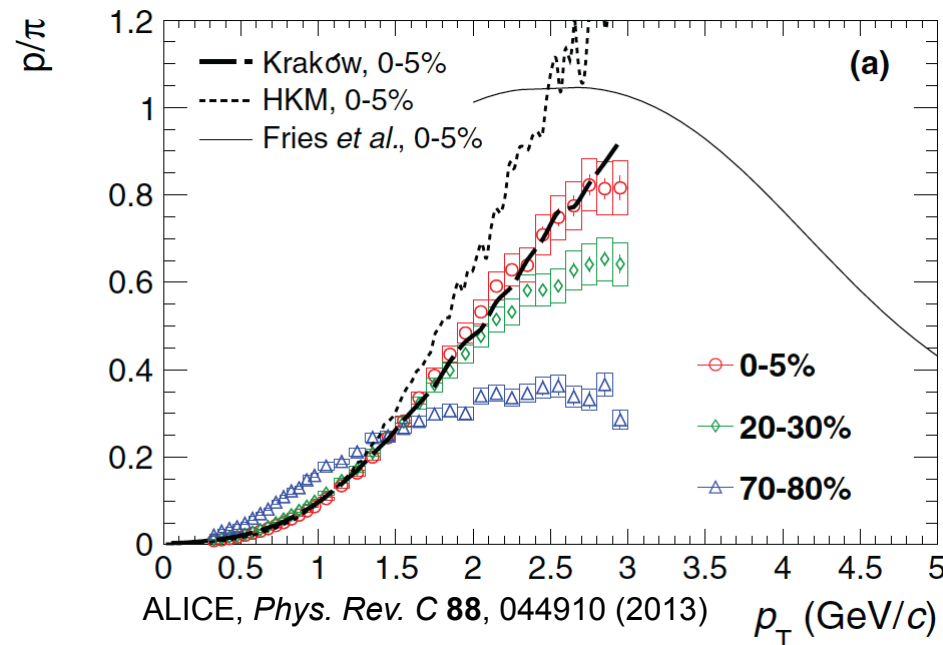 p/π
1.2
1
0.8
0.6
0.4
0.2
0
Kraków, 0-5%
HKM, 0-5%
Fries et al., 0-5%
(a)
0-5%
20-30%
70-80%
0 0.5 1 1.5 2 2.5 3 3.5 4 4.5 5
ALICE, Phys. Rev. C 88, 044910 (2013)
p_T (GeV/c)